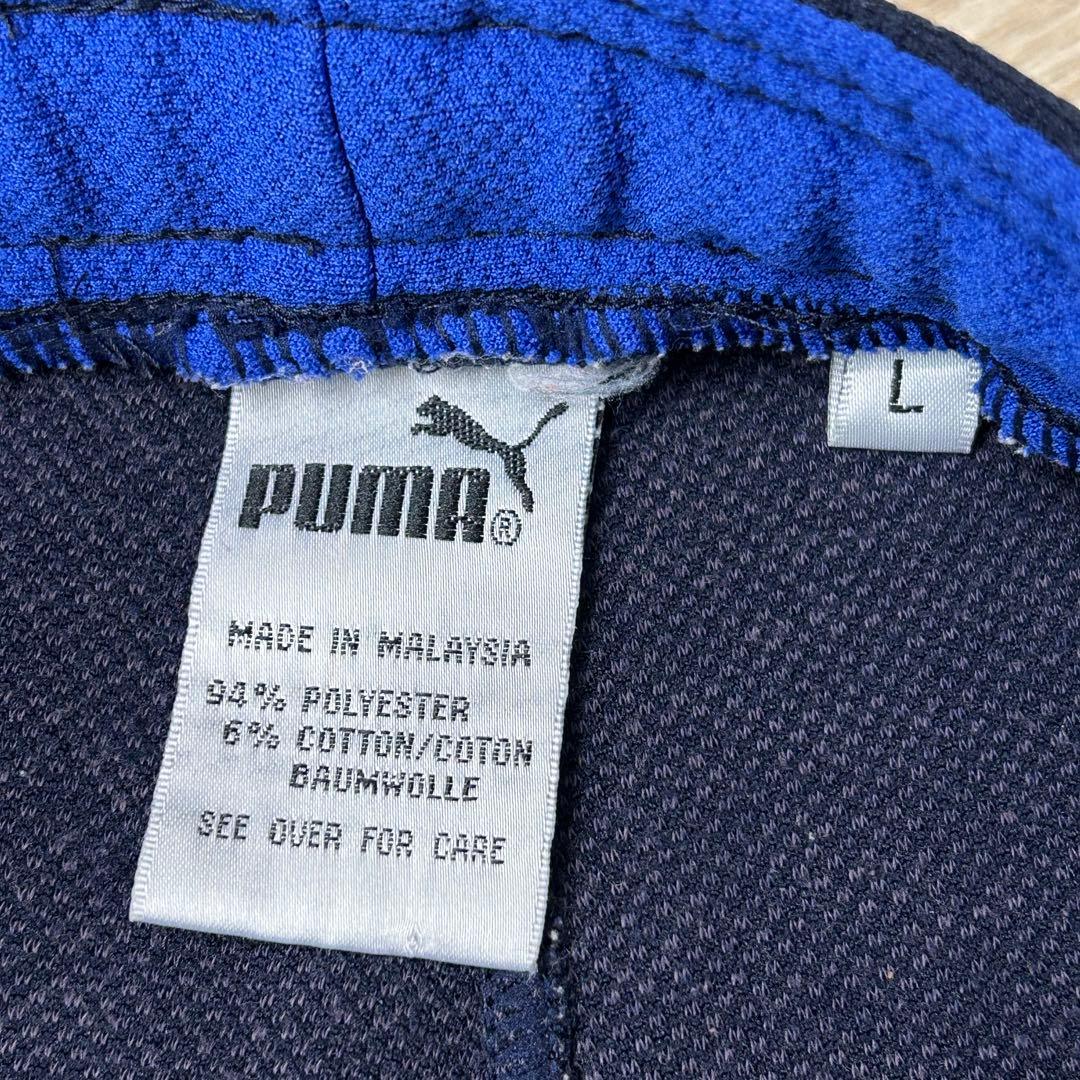 L
PUMA®
MADE IN MALAYSIA
94% POLYESTER
6% COTTON/COTON
BAUMWOLLE
SEE OVER FOR CARE